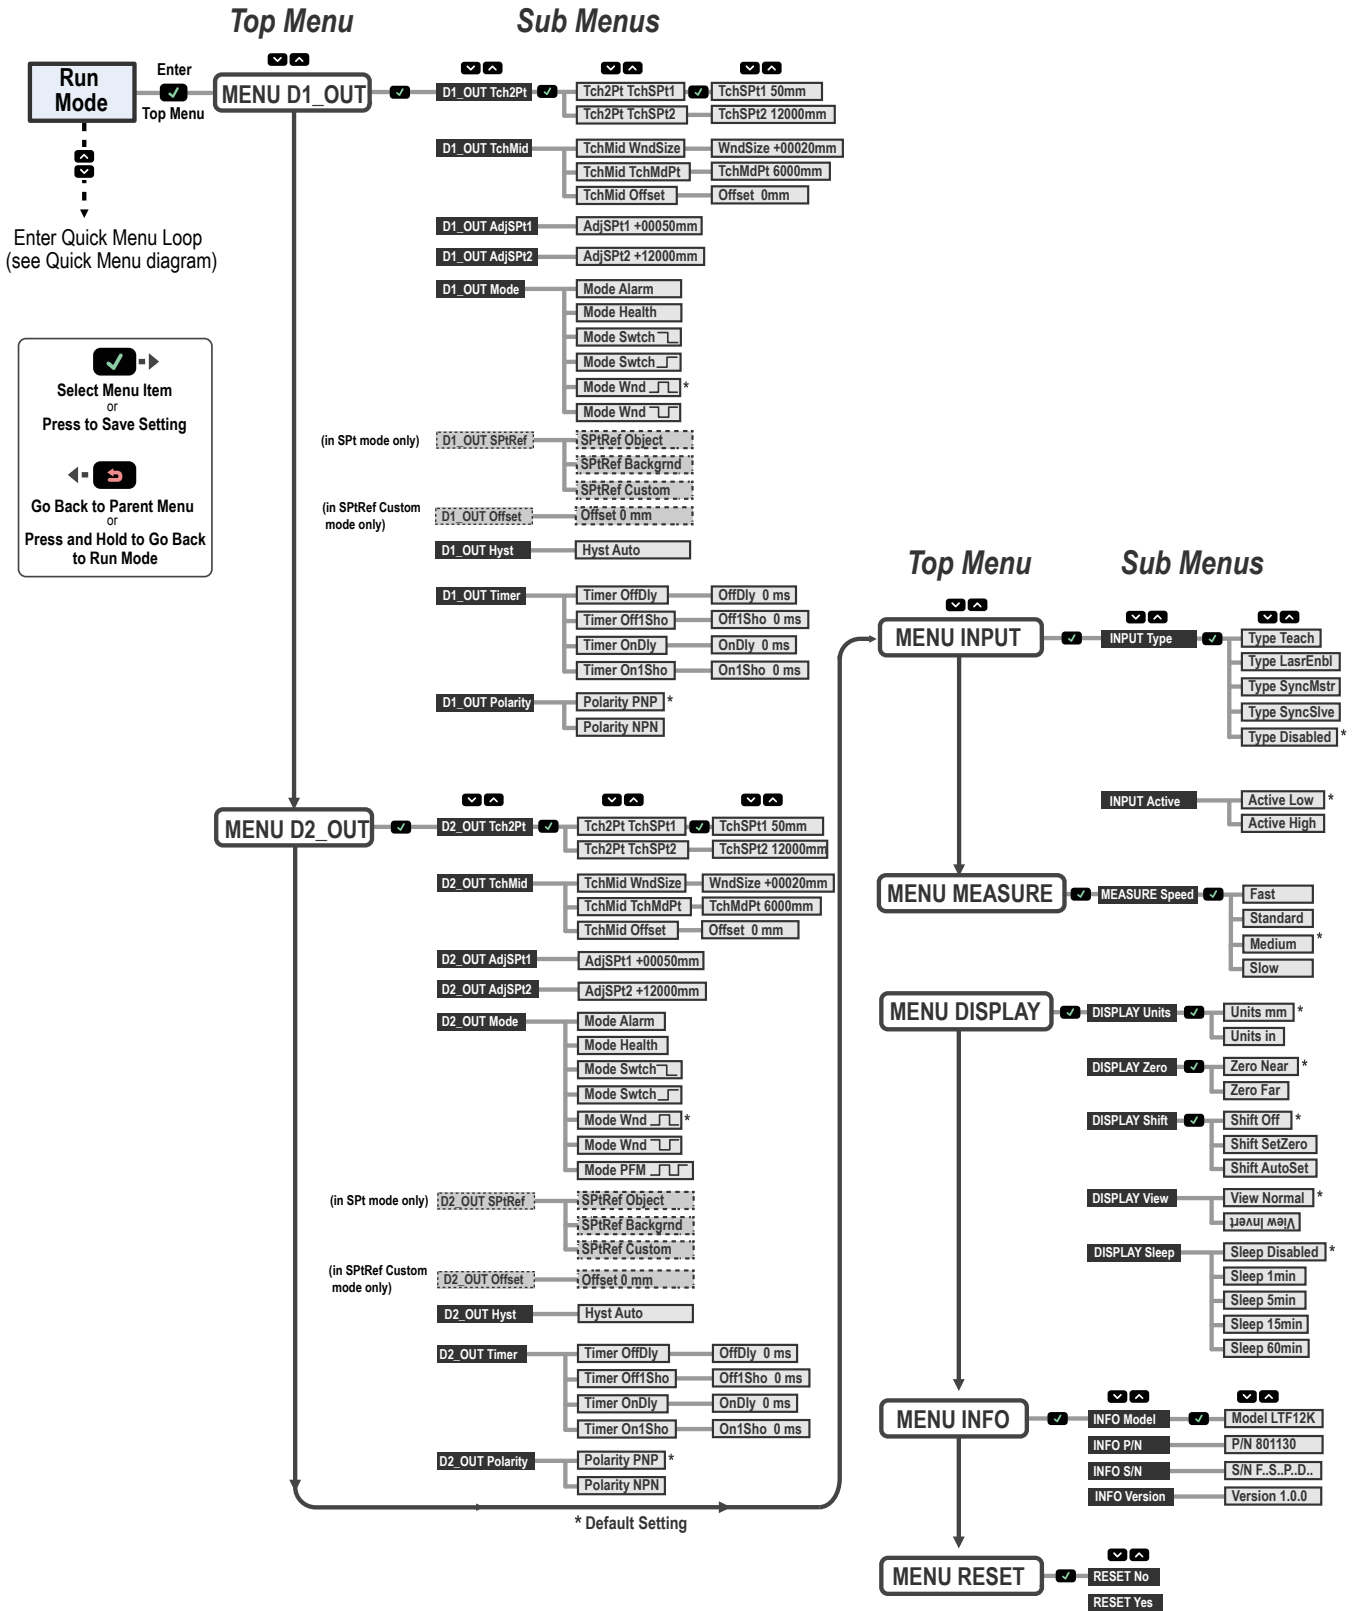 Top Menu
Sub Menus
Run Mode
Enter
Top Menu
MENU D1_OUT
D1_OUT Tch2Pt
Tch2Pt TchSPt1
TchSPt1 50mm
Tch2Pt TchSPt2
TchSPt2 12000mm
D1_OUT TchMid
TchMid WndSize
WndSize +00020mm
TchMid TchMdPt
TchMdPt 6000mm
TchMid Offset
Offset 0mm
Enter Quick Menu Loop
(see Quick Menu diagram)
D1_OUT AdjSPt1
AdjSPt1 +00050mm
D1_OUT AdjSPt2
AdjSPt2 +12000mm
D1_OUT Mode
Mode Alarm
Mode Health
Mode Swtch
Mode Swtch
Mode Wnd *
Mode Wnd
Select Menu Item
or
Press to Save Setting
Go Back to Parent Menu
or
Press and Hold to Go Back
to Run Mode
(in SPt mode only)
D1_OUT SPtRef
SPtRef Object
SPtRef Backgrnd
SPtRef Custom
(in SPtRef Custom
mode only)
D1_OUT Offset
Offset 0 mm
D1_OUT Hyst
Hyst Auto
D1_OUT Timer
Timer OffDly
OffDly 0 ms
Timer Off1Sho
Off1Sho 0 ms
Timer OnDly
OnDly 0 ms
Timer On1Sho
On1Sho 0 ms
D1_OUT Polarity
Polarity PNP *
Polarity NPN
MENU D2_OUT
D2_OUT Tch2Pt
Tch2Pt TchSPt1
TchSPt1 50mm
Tch2Pt TchSPt2
TchSPt2 12000mm
D2_OUT TchMid
TchMid WndSize
WndSize +00020mm
TchMid TchMdPt
TchMdPt 6000mm
TchMid Offset
Offset 0 mm
D2_OUT AdjSPt1
AdjSPt1 +00050mm
D2_OUT AdjSPt2
AdjSPt2 +12000mm
D2_OUT Mode
Mode Alarm
Mode Health
Mode Swtch
Mode Swtch
Mode Wnd *
Mode Wnd
Mode PFM
(in SPt mode only)
D2_OUT SPtRef
SPtRef Object
SPtRef Backgrnd
SPtRef Custom
(in SPtRef Custom
mode only)
D2_OUT Offset
Offset 0 mm
D2_OUT Hyst
Hyst Auto
D2_OUT Timer
Timer OffDly
OffDly 0 ms
Timer Off1Sho
Off1Sho 0 ms
Timer OnDly
OnDly 0 ms
Timer On1Sho
On1Sho 0 ms
D2_OUT Polarity
Polarity PNP *
Polarity NPN
* Default Setting
Top Menu
Sub Menus
MENU INPUT
INPUT Type
Type Teach
Type LasrEnbl
Type SyncMstr
Type SyncSlve
Type Disabled *
INPUT Active
Active Low *
Active High
MENU MEASURE
MEASURE Speed
Fast
Standard
Medium *
Slow
MENU DISPLAY
DISPLAY Units
Units mm *
Units in
DISPLAY Zero
Zero Near *
Zero Far
DISPLAY Shift
Shift Off *
Shift SetZero
Shift AutoSet
DISPLAY View
View Normal *
View Invert
DISPLAY Sleep
Sleep Disabled *
Sleep 1min
Sleep 5min
Sleep 15min
Sleep 60min
MENU INFO
INFO Model
Model LTF12K
INFO P/N
P/N 801130
INFO S/N
S/N F..S..P..D..
INFO Version
Version 1.0.0
MENU RESET
RESET No
RESET Yes